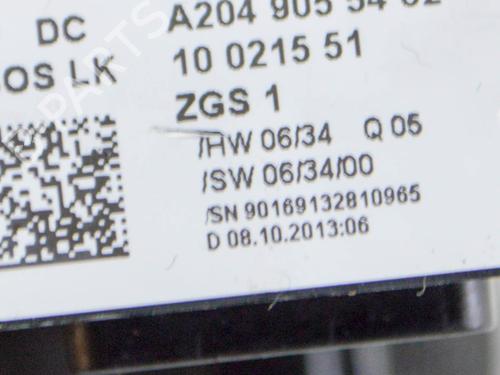 DC A204 905 54 02
OS LK 10 0215 51
ZGS 1
/HW 06/34 Q 05
/SW 06/34/00
/SN 90169132810965
D 08.10.2013:06